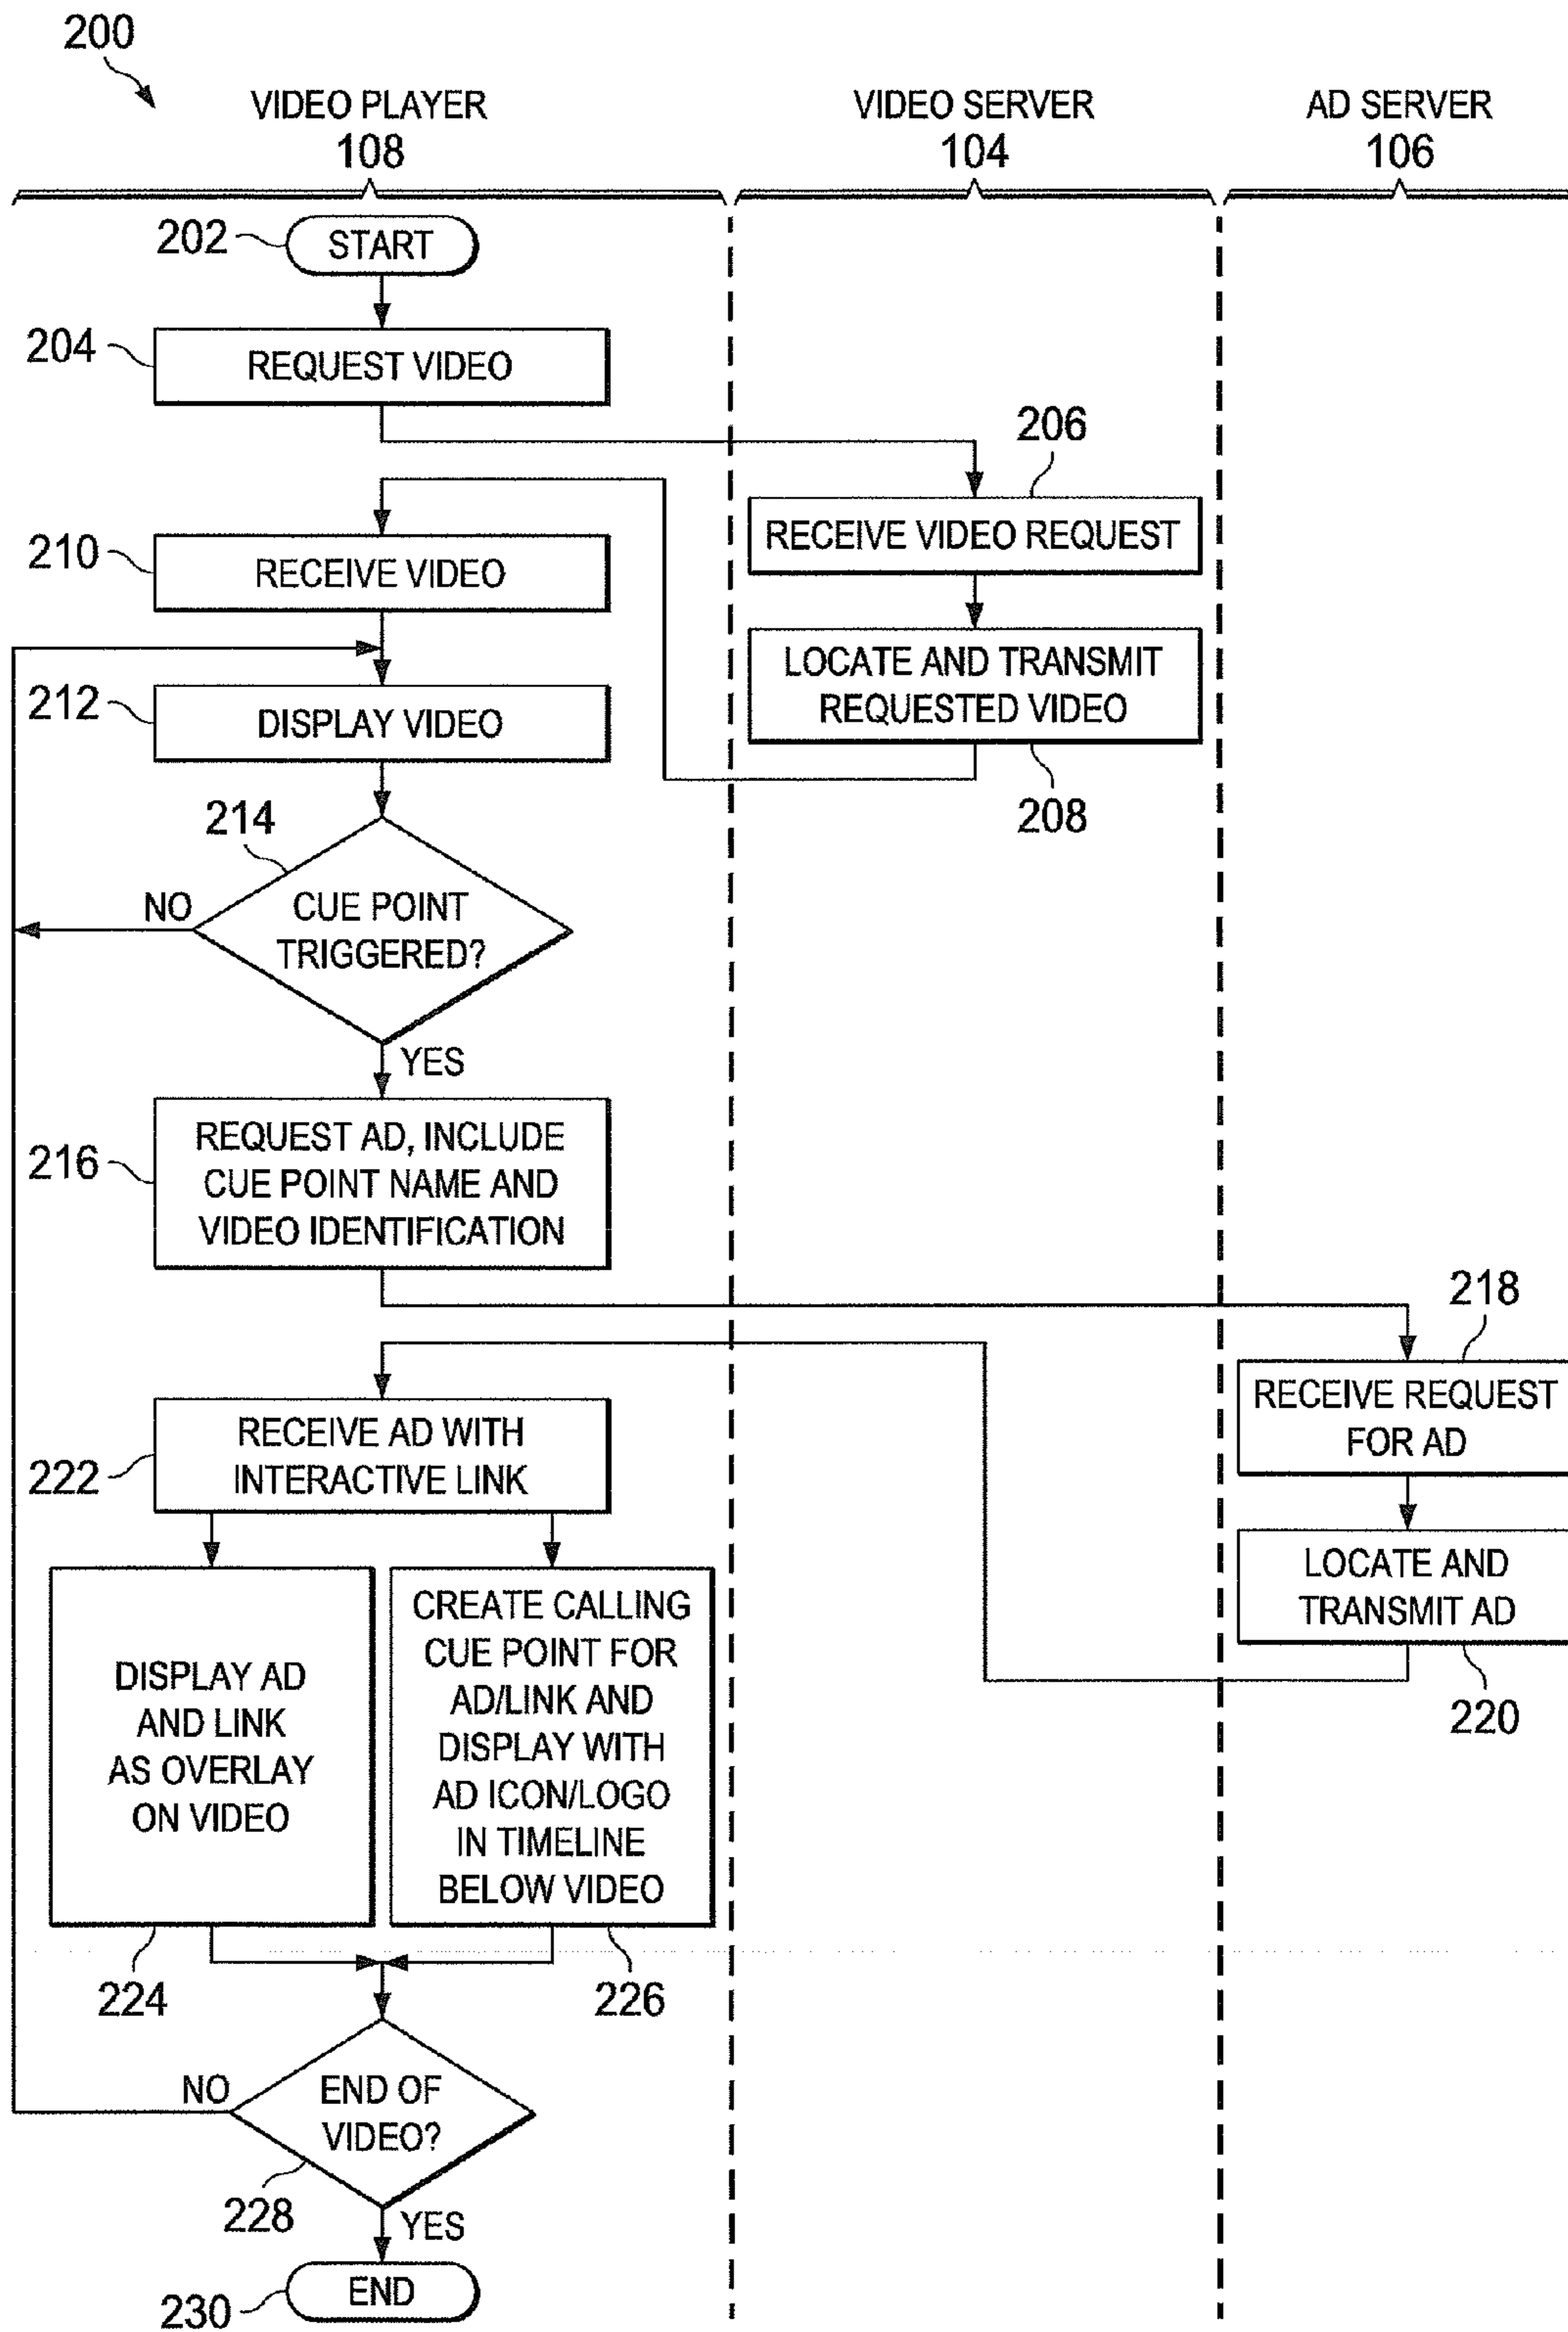 200
VIDEO PLAYER
108
VIDEO SERVER
104
AD SERVER
106
202
START
204
REQUEST VIDEO
206
RECEIVE VIDEO REQUEST
210
RECEIVE VIDEO
LOCATE AND TRANSMIT
REQUESTED VIDEO
208
212
DISPLAY VIDEO
214
CUE POINT
TRIGGERED?
NO
YES
216
REQUEST AD, INCLUDE
CUE POINT NAME AND
VIDEO IDENTIFICATION
218
RECEIVE REQUEST
FOR AD
222
RECEIVE AD WITH
INTERACTIVE LINK
LOCATE AND
TRANSMIT AD
220
DISPLAY AD
AND LINK
AS OVERLAY
ON VIDEO
224
CREATE CALLING
CUE POINT FOR
AD/LINK AND
DISPLAY WITH
AD ICON/LOGO
IN TIMELINE
BELOW VIDEO
226
NO
END OF
VIDEO?
228
YES
END
230